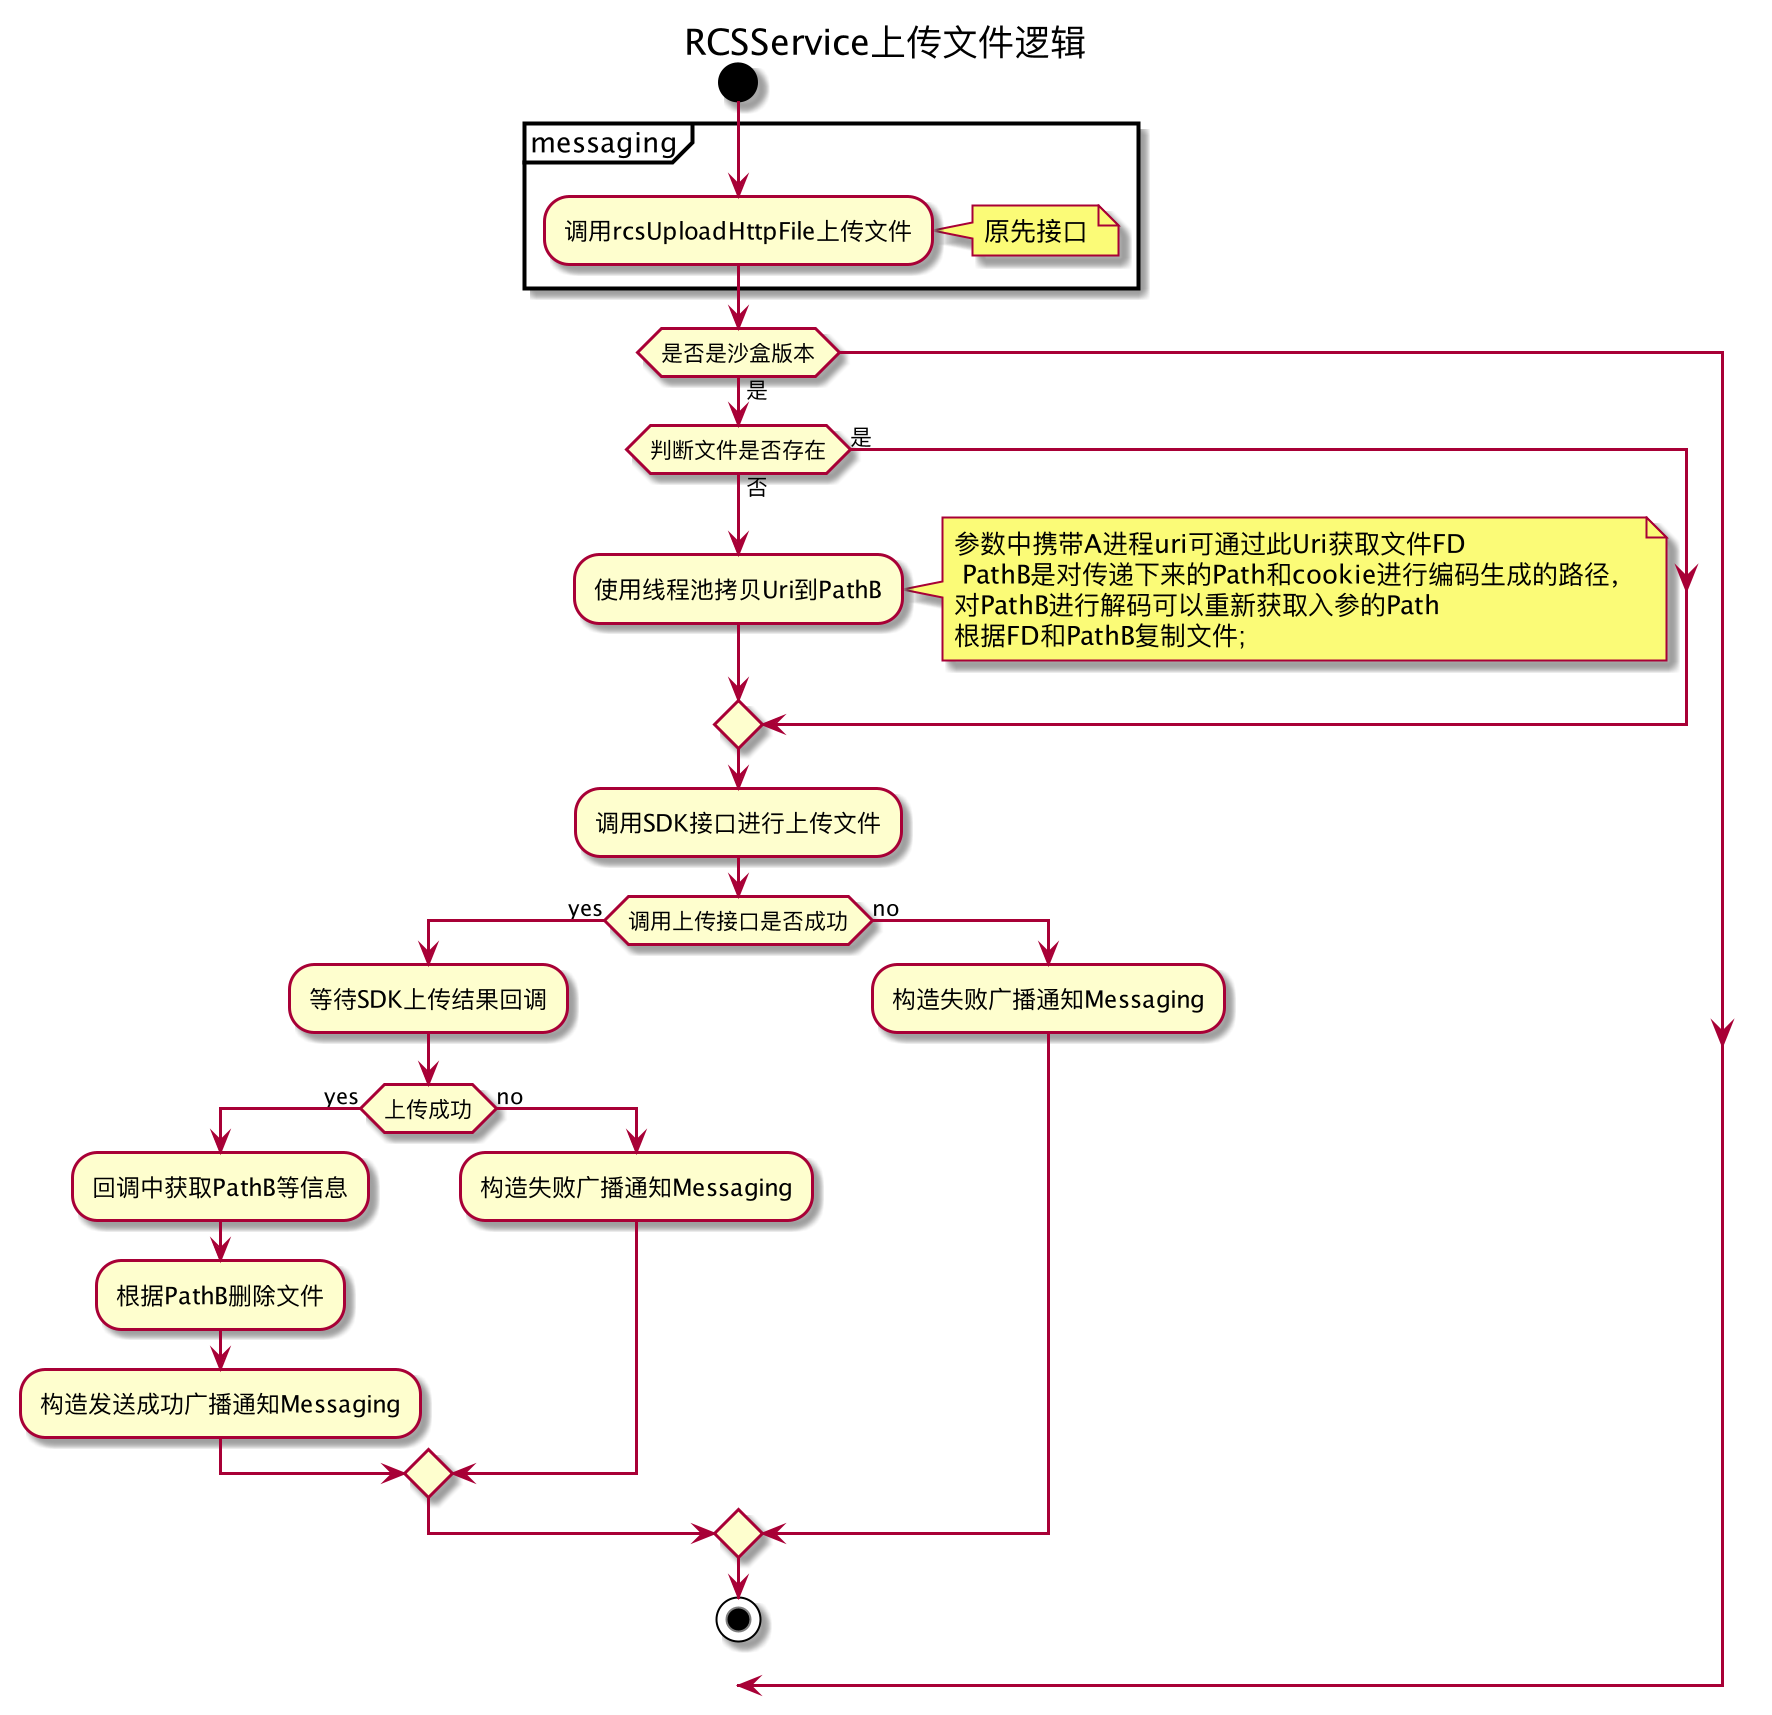 RCSService上传文件逻辑
messaging
调用rcsUploadHttpFile上传文件
原先接口
是否是沙盒版本
是
判断文件是否存在
是
否
参数中携带A进程uri可通过此Uri获取文件FD
PathB是对传递下来的Path和cookie进行编码生成的路径，
对PathB进行解码可以重新获取入参的Path
根据FD和PathB复制文件;
使用线程池拷贝Uri到PathB
调用SDK接口进行上传文件
yes
调用上传接口是否成功
no
等待SDK上传结果回调
构造失败广播通知Messaging
yes
上传成功
no
回调中获取PathB等信息
构造失败广播通知Messaging
根据PathB删除文件
构造发送成功广播通知Messaging